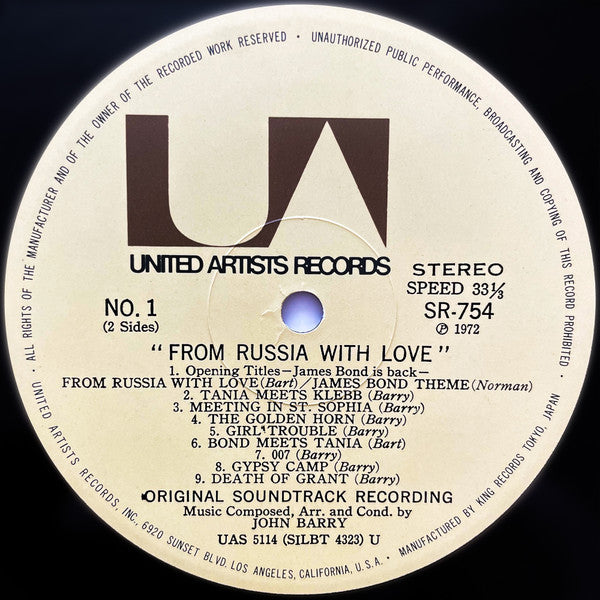 ALL RIGHTS OF THE MANUFACTURER AND OF THE OWNER OF THE RECORDED WORK RESERVED • UNAUTHORIZED PUBLIC PERFORMANCE, BROADCASTING AND COPYING OF THIS RECORD PROHIBITED •
UA
UNITED ARTISTS RECORDS
STEREO
SPEED 33⅓
NO. 1
SR-754
(2 Sides)
℗ 1972
"FROM RUSSIA WITH LOVE"
1. Opening Titles—James Bond is back—
FROM RUSSIA WITH LOVE (Bart)/JAMES BOND THEME (Norman)
2. TANIA MEETS KLEBB (Barry)
3. MEETING IN ST. SOPHIA (Barry)
4. THE GOLDEN HORN (Barry)
5. GIRL TROUBLE (Barry)
6. BOND MEETS TANIA (Bart)
7. 007 (Barry)
8. GYPSY CAMP (Barry)
9. DEATH OF GRANT (Barry)
ORIGINAL SOUNDTRACK RECORDING
Music Composed, Arr. and Cond. by
JOHN BARRY
UAS 5114 (SILBT 4323) U
UNITED ARTISTS RECORDS, INC., 6920 SUNSET BLVD. LOS ANGELES, CALIFORNIA, U.S.A. • MANUFACTURED BY KING RECORDS TOKYO, JAPAN